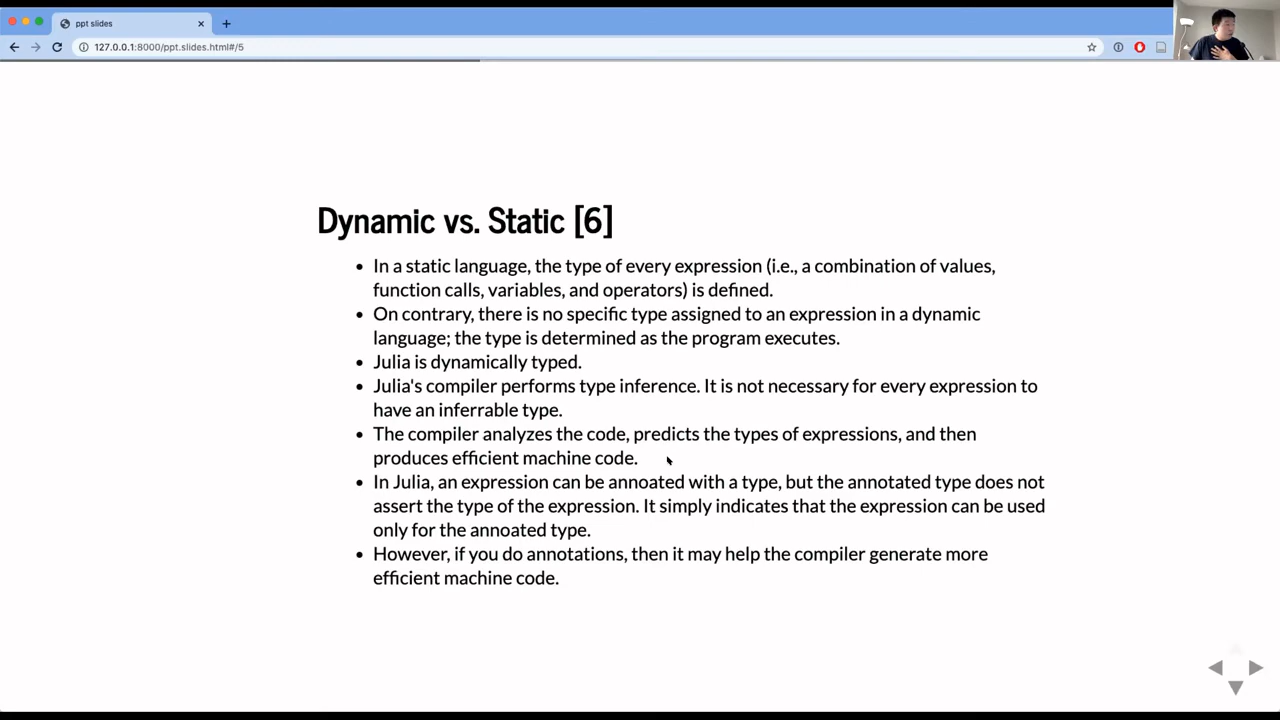 ppt slides
127.0.0.1:8000/ppt.slides.html#/5
Dynamic vs. Static [6]
In a static language, the type of every expression (i.e., a combination of values,
function calls, variables, and operators) is defined.
On contrary, there is no specific type assigned to an expression in a dynamic
language; the type is determined as the program executes.
Julia is dynamically typed.
Julia's compiler performs type inference. It is not necessary for every expression to
have an inferrable type.
The compiler analyzes the code, predicts the types of expressions, and then
produces efficient machine code.
In Julia, an expression can be annoated with a type, but the annotated type does not
assert the type of the expression. It simply indicates that the expression can be used
only for the annoated type.
However, if you do annotations, then it may help the compiler generate more
efficient machine code.